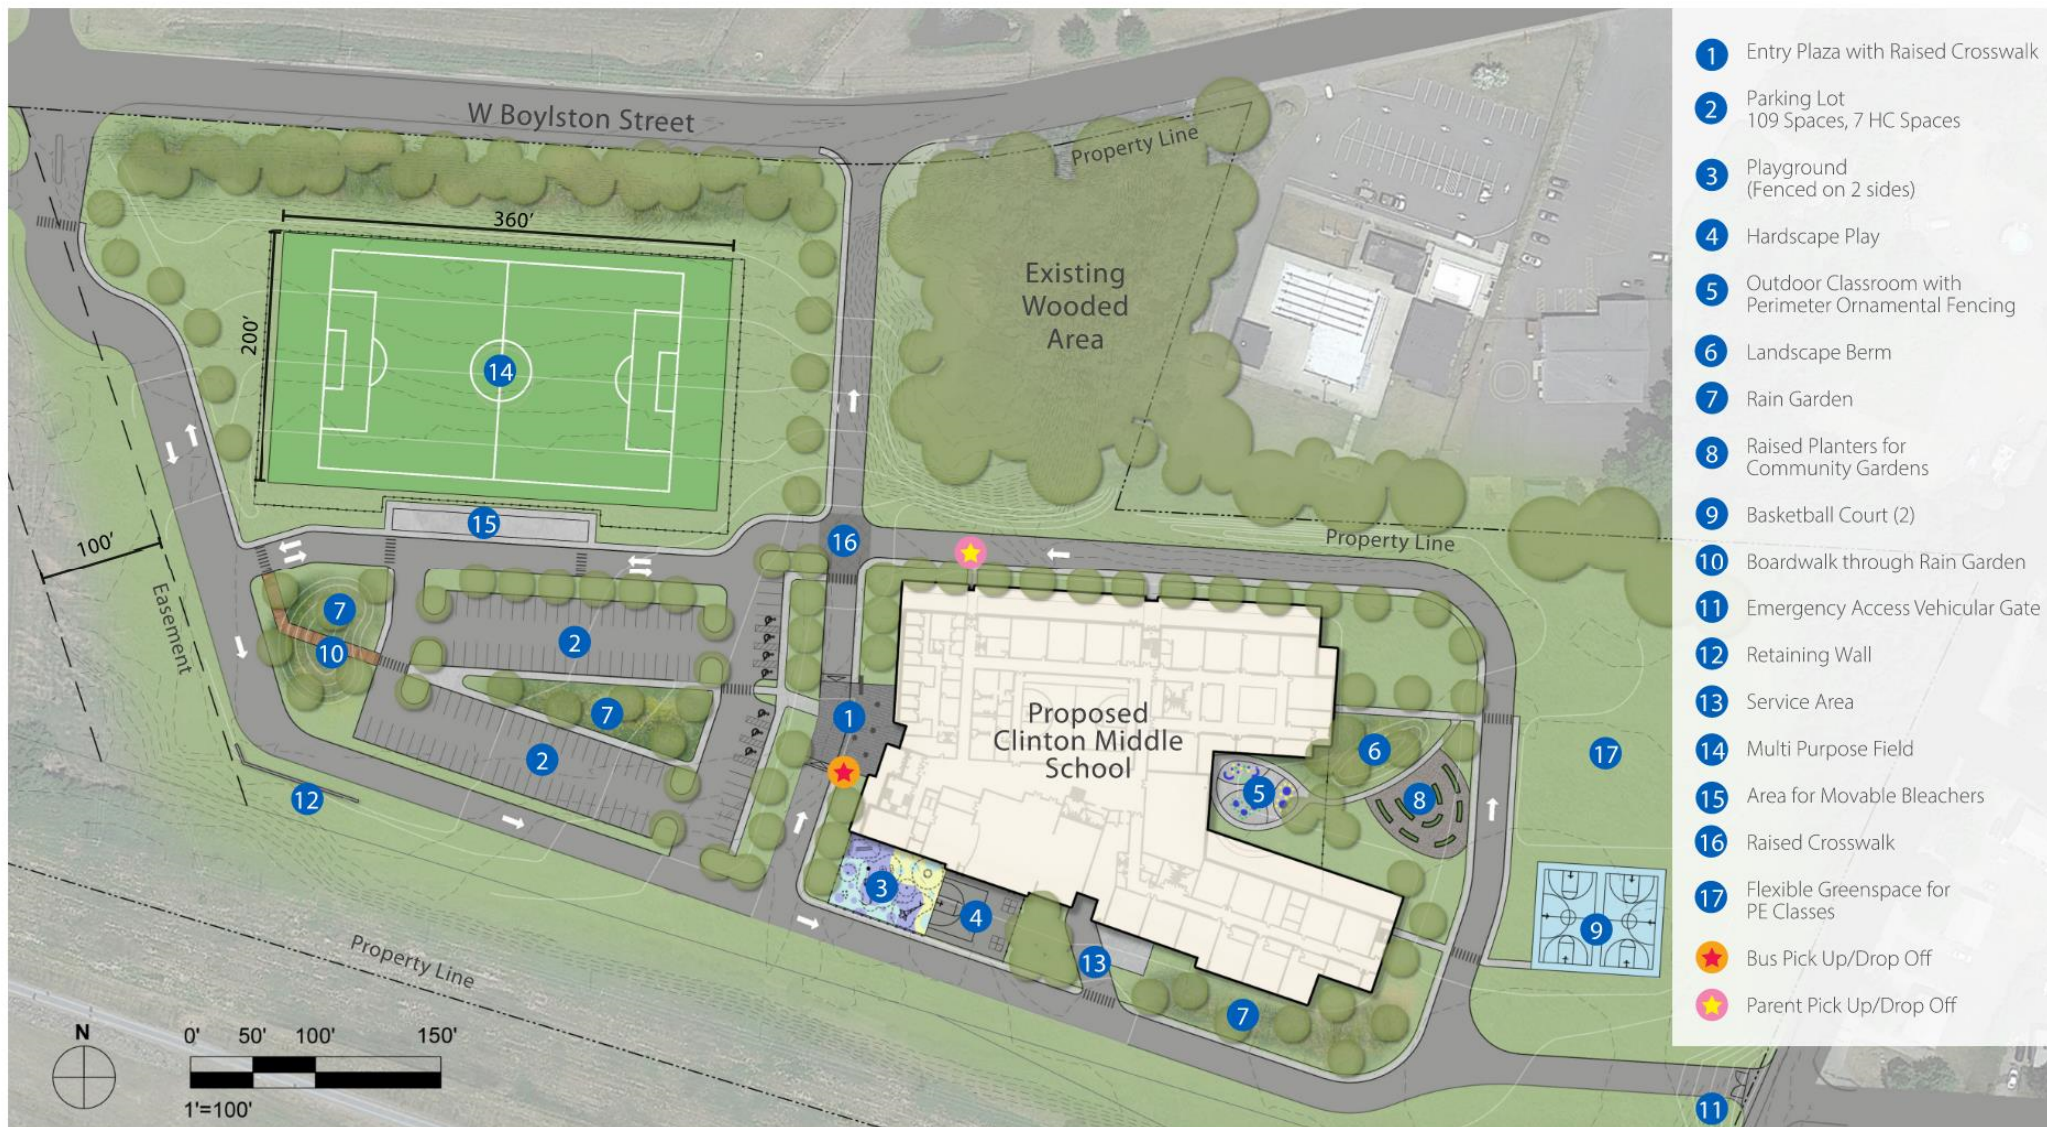 W Boylston Street
Property Line
360'
200'
14
Existing
Wooded
Area
15
16
Property Line
100'
Easement
7
10
2
7
2
1
Proposed
Clinton Middle
School
6
5
8
17
12
3
4
9
13
7
Property Line
11
N
0' 50' 100' 150'
1'=100'
1 Entry Plaza with Raised Crosswalk
2 Parking Lot
109 Spaces, 7 HC Spaces
3 Playground
(Fenced on 2 sides)
4 Hardscape Play
5 Outdoor Classroom with
Perimeter Ornamental Fencing
6 Landscape Berm
7 Rain Garden
8 Raised Planters for
Community Gardens
9 Basketball Court (2)
10 Boardwalk through Rain Garden
11 Emergency Access Vehicular Gate
12 Retaining Wall
13 Service Area
14 Multi Purpose Field
15 Area for Movable Bleachers
16 Raised Crosswalk
17 Flexible Greenspace for
PE Classes
Bus Pick Up/Drop Off
Parent Pick Up/Drop Off